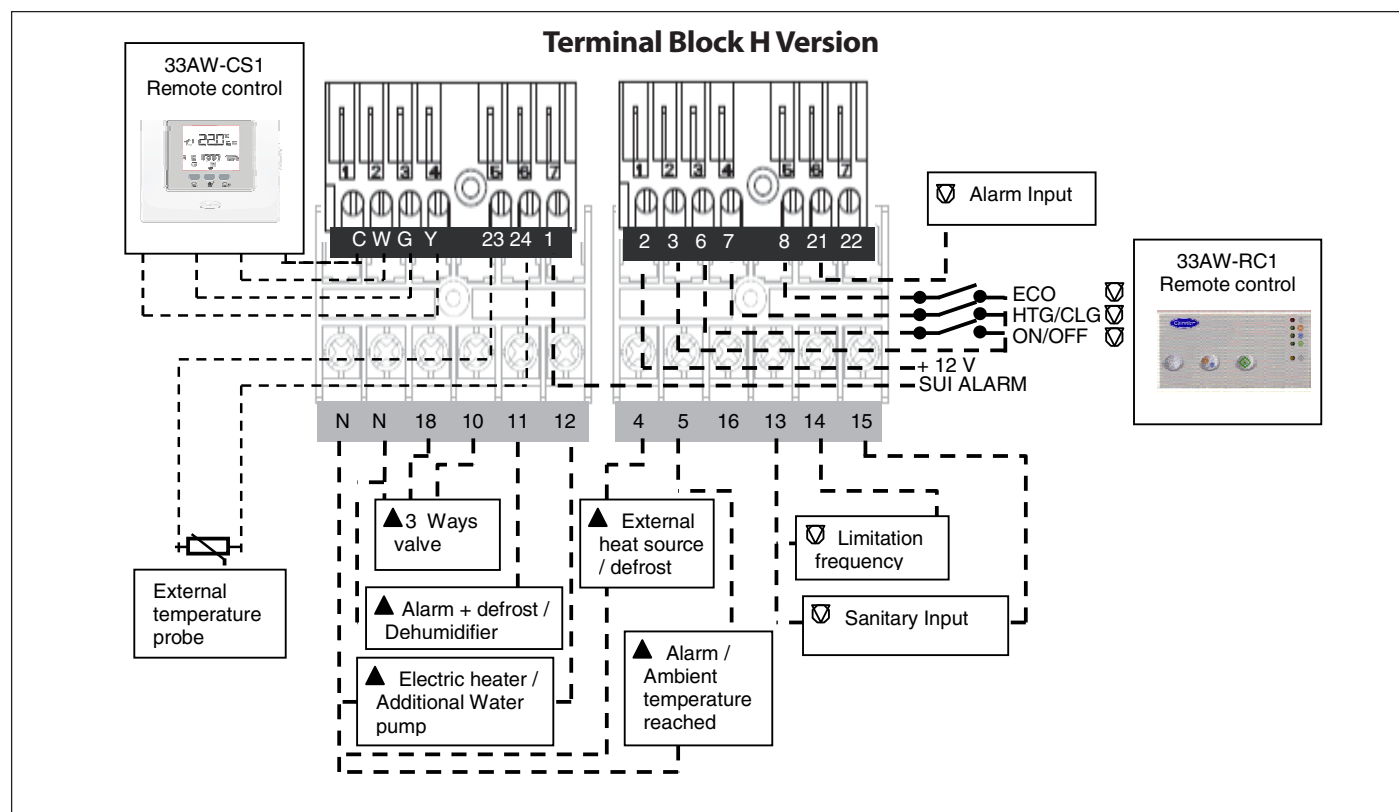 Terminal Block H Version
33AW-CS1
Remote control
1 2 3 4 5 6 7
C W G Y 23 24 1
1 2 3 4 5 6 7
2 3 6 7 8 21 22
Alarm Input
33AW-RC1
Remote control
ECO
HTG/CLG
ON/OFF
+ 12 V
SUI ALARM
N N 18 10 11 12
4 5 16 13 14 15
3 Ways
valve
External
heat source
/ defrost
Limitation
frequency
External
temperature
probe
Alarm + defrost /
Dehumidifier
Sanitary Input
Electric heater /
Additional Water
pump
Alarm /
Ambient
temperature
reached